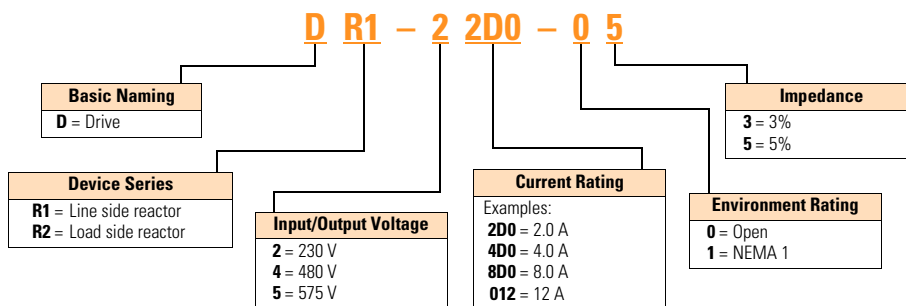 D R1 – 2 2D0 – 0 5
Basic Naming
D = Drive
Device Series
R1 = Line side reactor
R2 = Load side reactor
Input/Output Voltage
2 = 230 V
4 = 480 V
5 = 575 V
Current Rating
Examples:
2D0 = 2.0 A
4D0 = 4.0 A
8D0 = 8.0 A
012 = 12 A
Environment Rating
0 = Open
1 = NEMA 1
Impedance
3 = 3%
5 = 5%